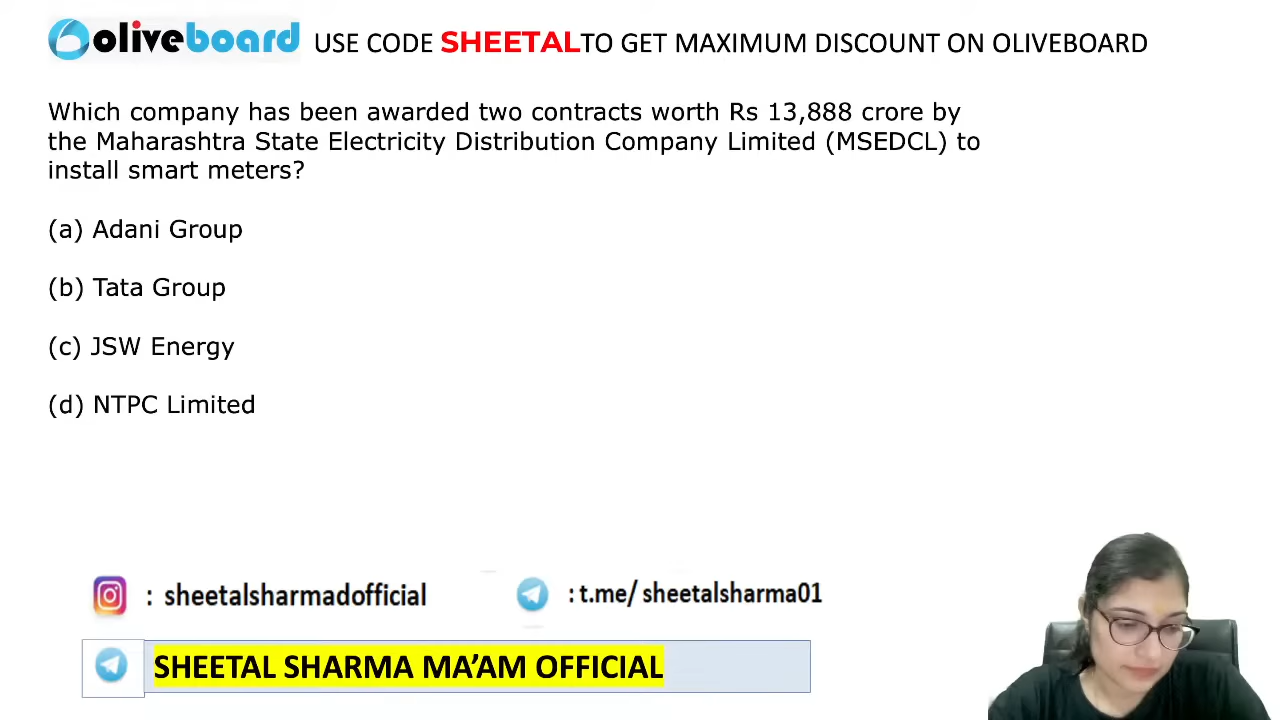 oliveboard USE CODE SHEETAL TO GET MAXIMUM DISCOUNT ON OLIVEBOARD
Which company has been awarded two contracts worth Rs 13,888 crore by
the Maharashtra State Electricity Distribution Company Limited (MSEDCL) to
install smart meters?
(a) Adani Group
(b) Tata Group
(c) JSW Energy
(d) NTPC Limited
: sheetalsharmadofficial : t.me/ sheetalsharma01
SHEETAL SHARMA MA’AM OFFICIAL